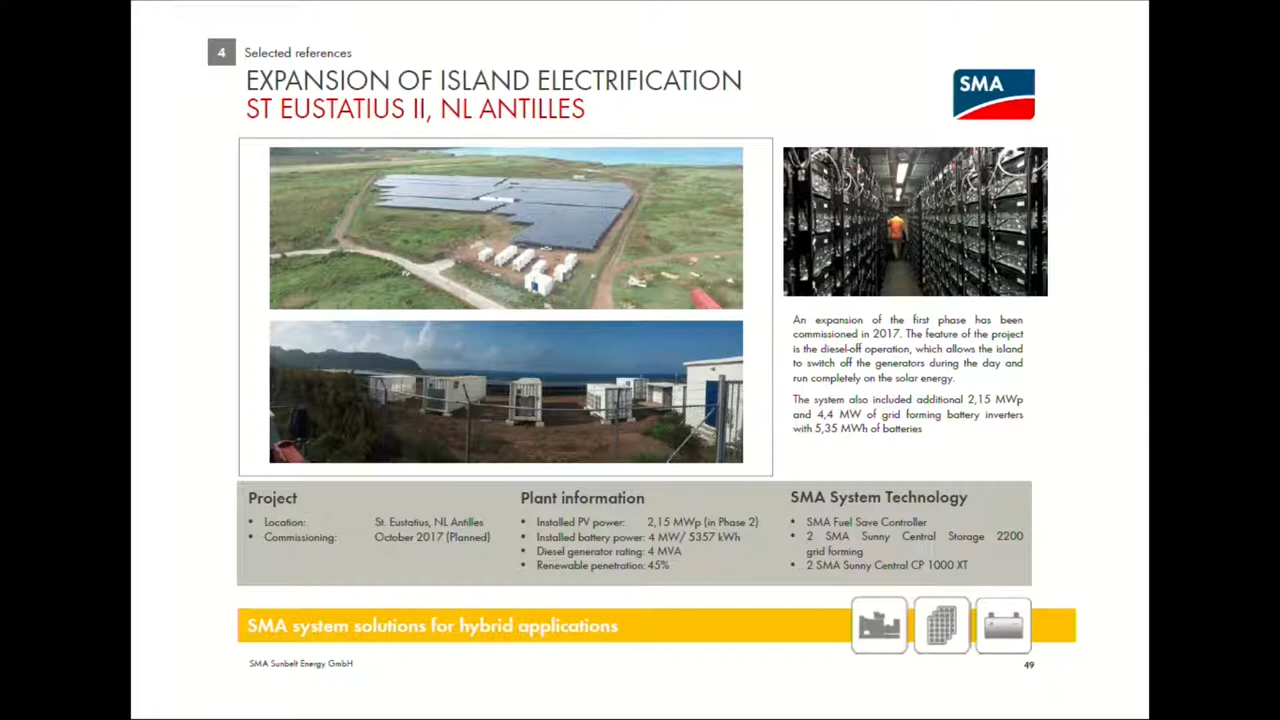 4 Selected references
EXPANSION OF ISLAND ELECTRIFICATION
ST EUSTATIUS II, NL ANTILLES
SMA
An expansion of the first phase has been
commissioned in 2017. The feature of the project
is the diesel-off operation, which allows the island
to switch off the generators during the day and
run completely on the solar energy.
The system also included additional 2,15 MWp
and 4,4 MW of grid forming battery inverters
with 5,35 MWh of batteries
Project
• Location: St. Eustatius, NL Antilles
• Commissioning: October 2017 (Planned)
Plant information
• Installed PV power: 2,15 MWp (in Phase 2)
• Installed battery power: 4 MW/ 5357 kWh
• Diesel generator rating: 4 MVA
• Renewable penetration: 45%
SMA System Technology
• SMA Fuel Save Controller
• 2 SMA Sunny Central Storage 2200
grid forming
• 2 SMA Sunny Central CP 1000 XT
SMA system solutions for hybrid applications
SMA Sunbelt Energy GmbH
49